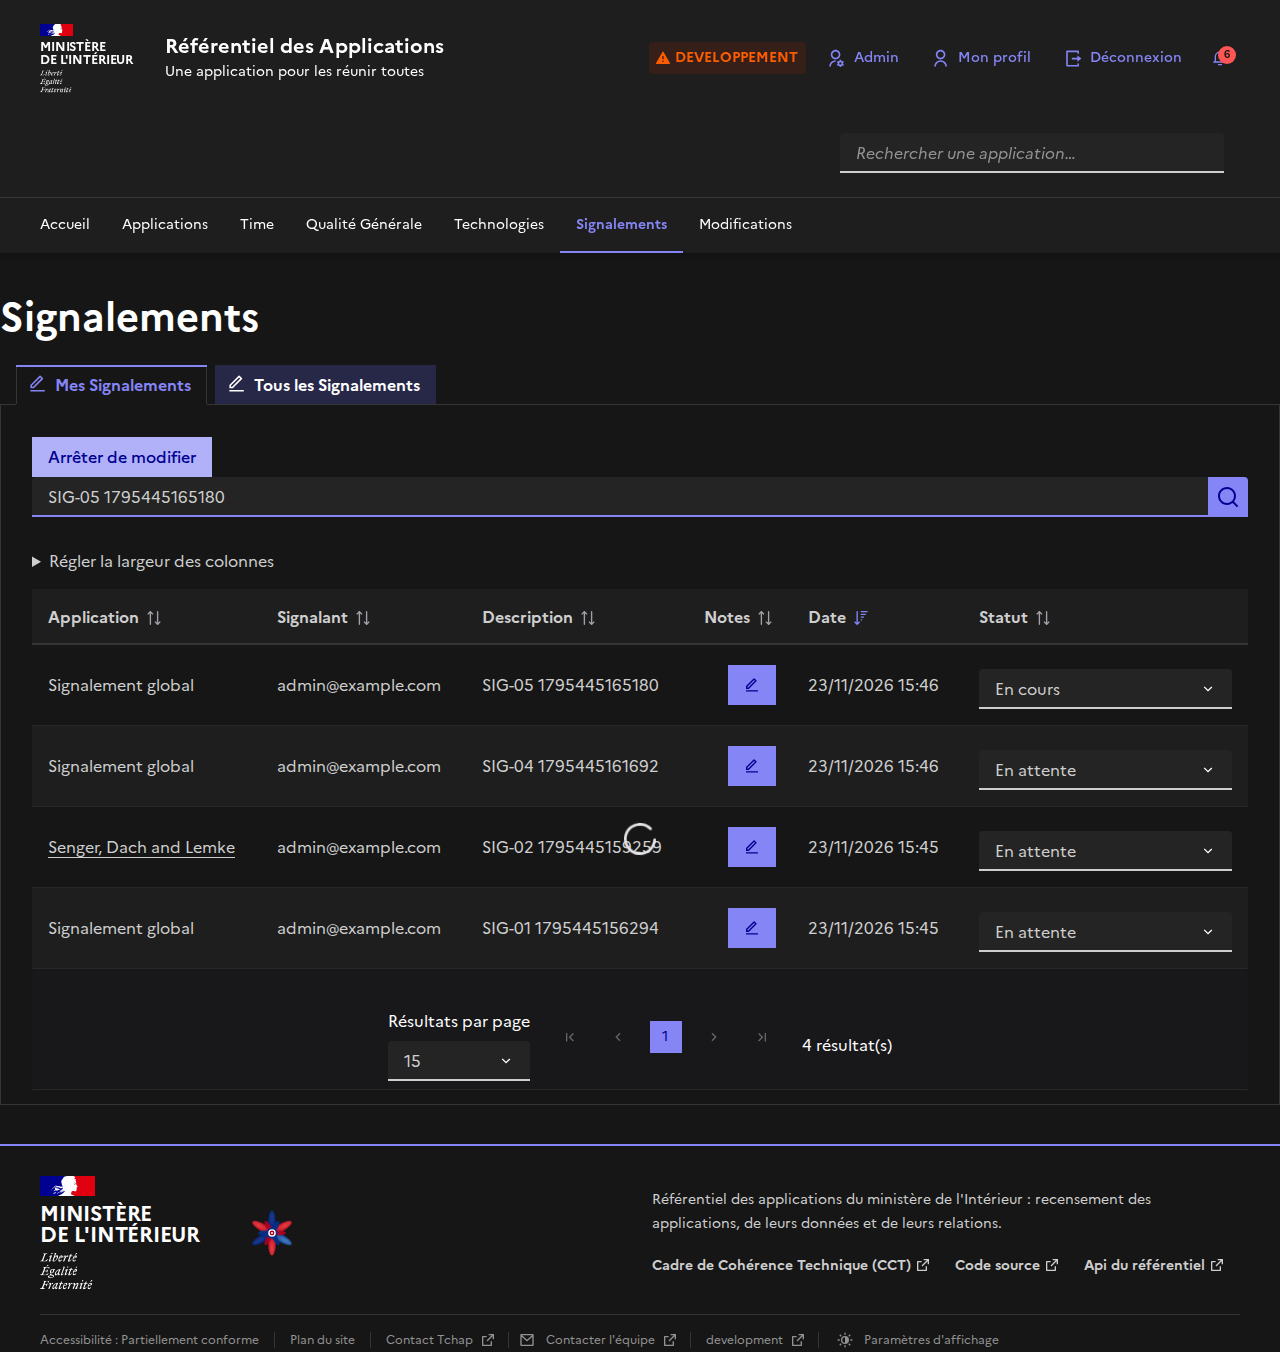 MINISTÈRE
DE L'INTÉRIEUR
Liberté
Égalité
Fraternité
Référentiel des Applications
Une application pour les réunir toutes
DEVELOPPEMENT
Admin
Mon profil
Déconnexion
6
Rechercher une application...
Accueil
Applications
Time
Qualité Générale
Technologies
Signalements
Modifications
Signalements
Mes Signalements
Tous les Signalements
Arrêter de modifier
SIG-05 1795445165180
Régler la largeur des colonnes
Application Signalant Description Notes Date Statut
Signalement global admin@example.com SIG-05 1795445165180 23/11/2026 15:46 En cours
Signalement global admin@example.com SIG-04 1795445161692 23/11/2026 15:46 En attente
Senger, Dach and Lemke admin@example.com SIG-02 1795445159259 23/11/2026 15:45 En attente
Signalement global admin@example.com SIG-01 1795445156294 23/11/2026 15:45 En attente
Résultats par page
15
1
4 résultat(s)
MINISTÈRE
DE L'INTÉRIEUR
Liberté
Égalité
Fraternité
Référentiel des applications du ministère de l'Intérieur : recensement des
applications, de leurs données et de leurs relations.
Cadre de Cohérence Technique (CCT)
Code source
Api du référentiel
Accessibilité : Partiellement conforme
Plan du site
Contact Tchap
Contacter l'équipe
development
Paramètres d'affichage